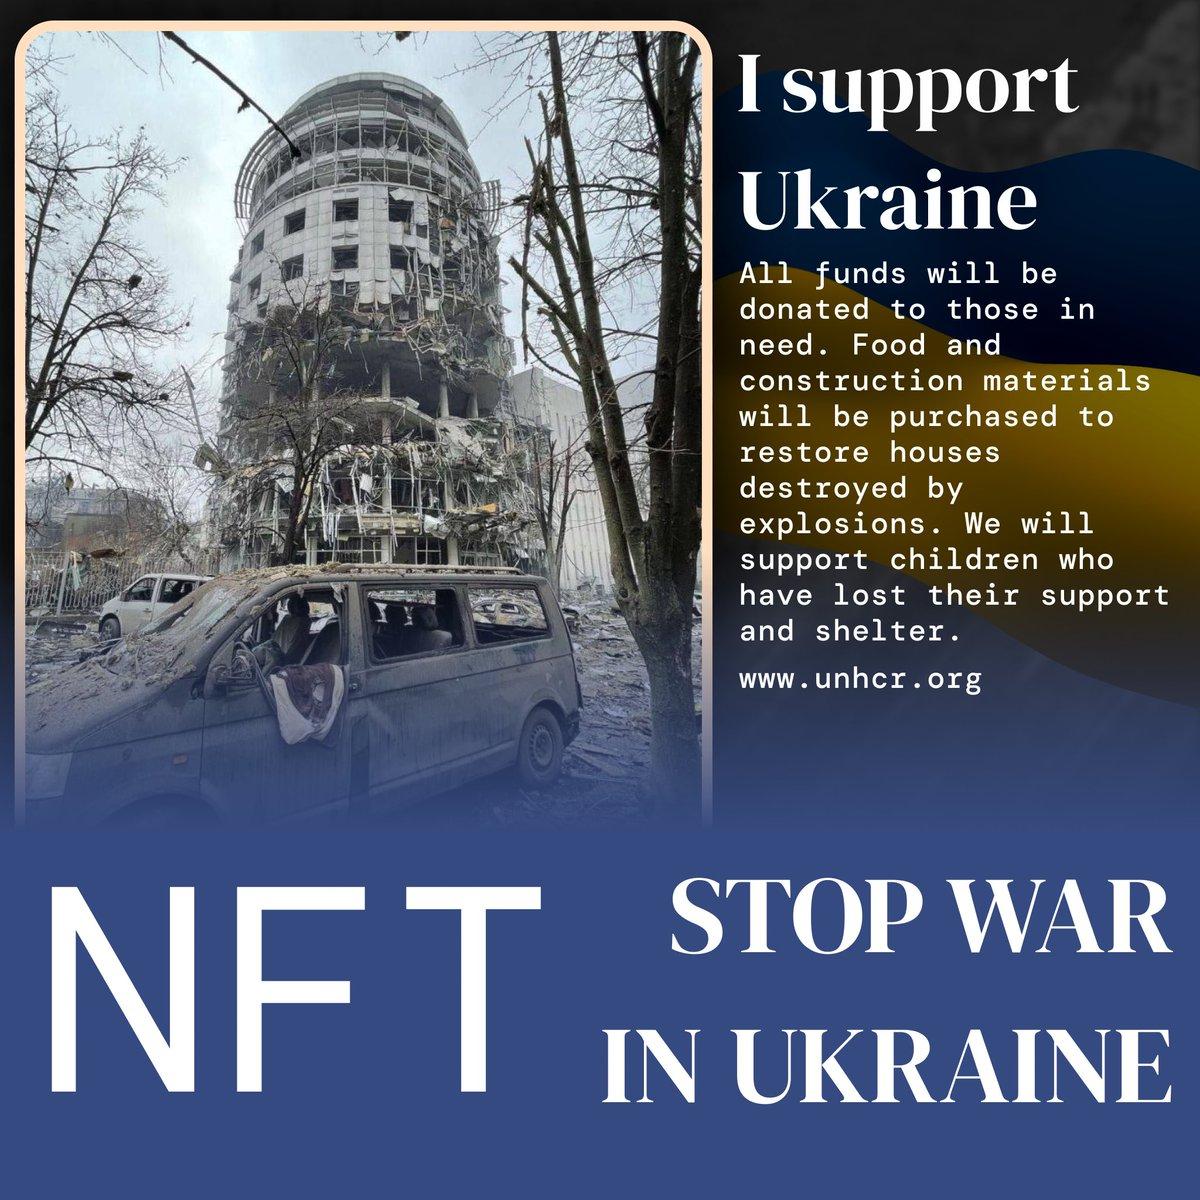 I support
Ukraine
All funds will be
donated to those in
need. Food and
construction materials
will be purchased to
restore houses
destroyed by
explosions. We will
support children who
have lost their support
and shelter.
www.unhcr.org
NFT
STOP WAR
IN UKRAINE